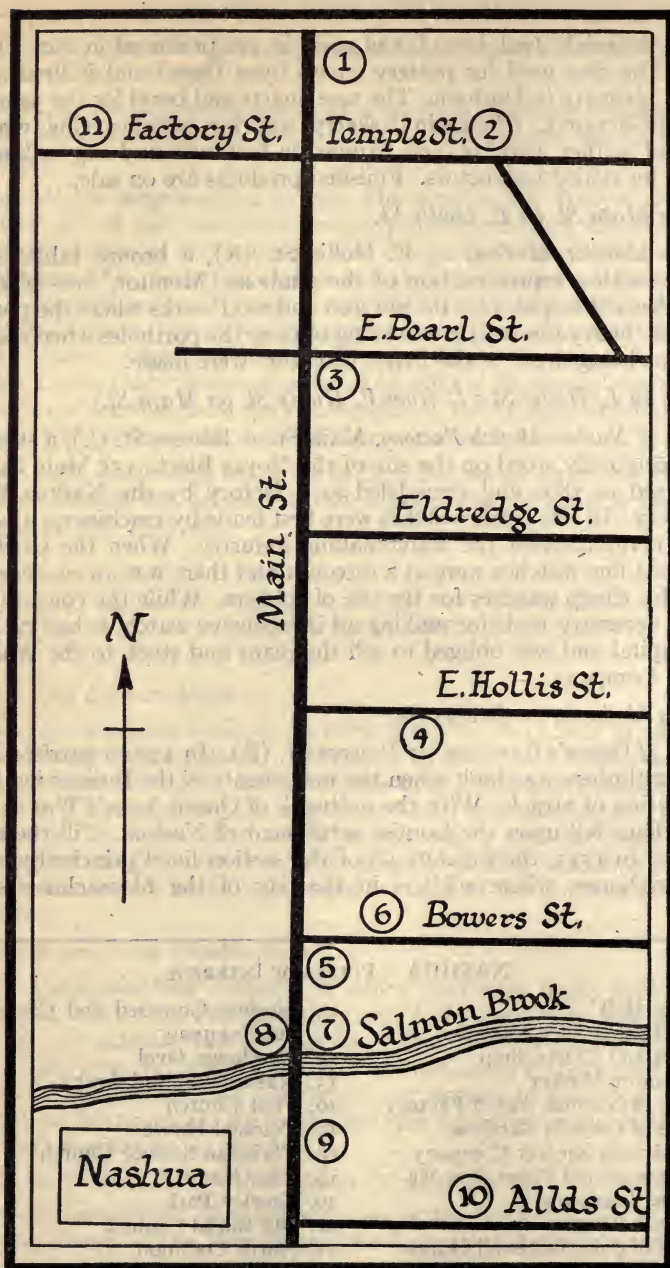 ①
⑪ Factory St. Temple St. ②
E. Pearl St.
③
Main St.
Eldredge St.
N
E. Hollis St.
④
⑥ Bowers St.
⑤
⑧ ⑦ Salmon Brook
⑨
Nashua
⑩ Allds St